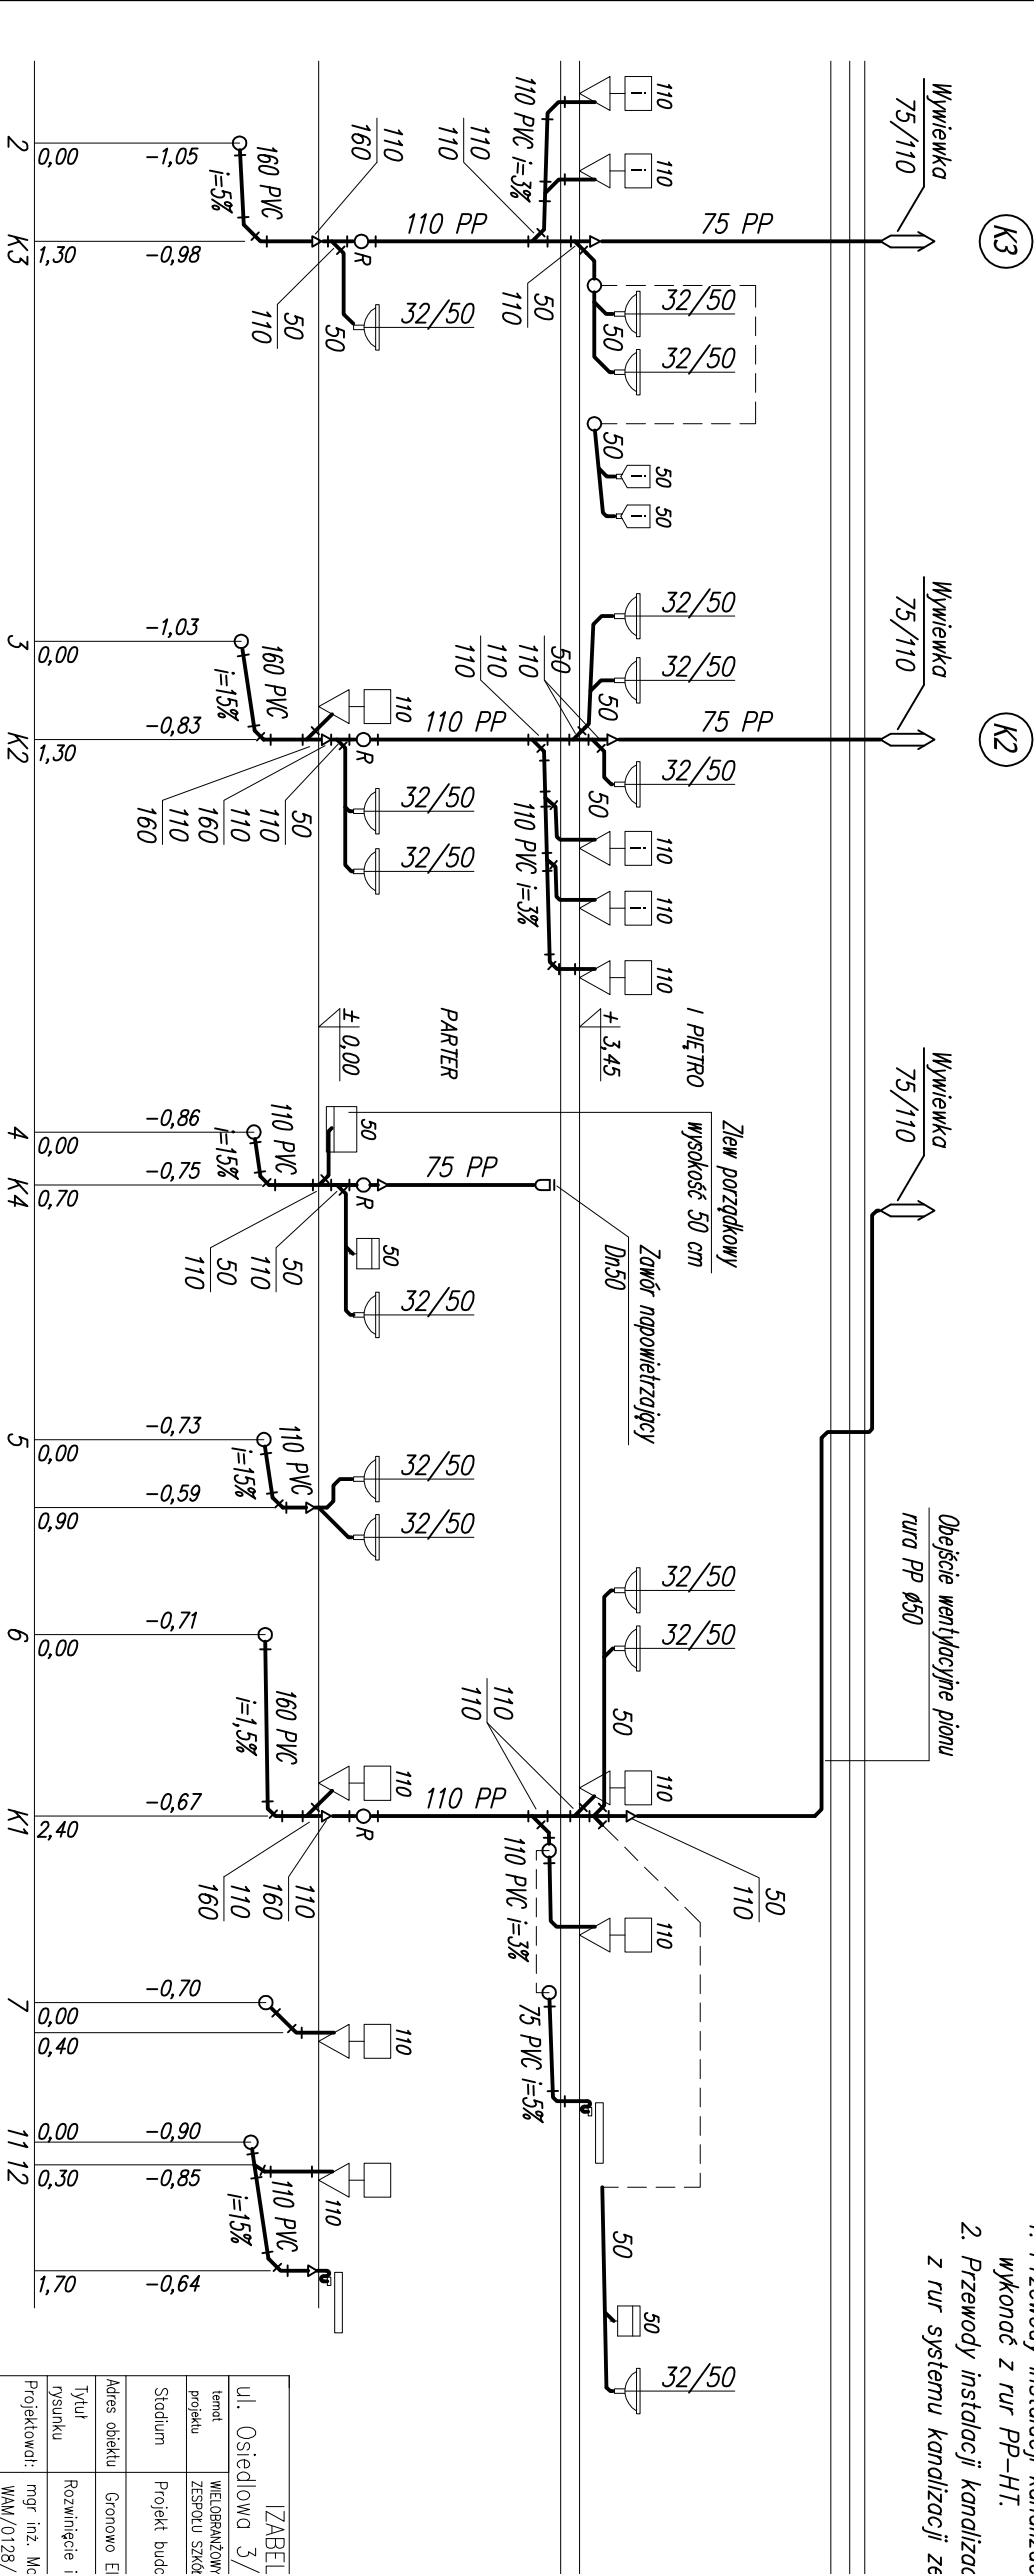 Wywiewka
75/110
K3
110
i
110
i
110 PVC i=3%
110
110
110
160
75 PP
110 PP
160 PVC
i=5%
R
50
110
50
110
50
32/50
32/50
32/50
50
50
50
50
i
i
2
0,00
-1,05
K3
1,30
-0,98
Wywiewka
75/110
K2
32/50
32/50
32/50
50
50
50
110
110
110
75 PP
110 PP
160 PVC
i=15%
110
R
50
110
110
160
110
160
32/50
32/50
110 PVC i=3%
110
i
110
i
110
3
0,00
-1,03
K2
1,30
-0,83
I PIĘTRO
+ 3,45
PARTER
± 0,00
Wywiewka
75/110
Zlew porządkowy
wysokość 50 cm
Zawór napowietrzający
Dn50
75 PP
50
110 PVC
i=15%
R
50
32/50
50
110
50
110
4
0,00
-0,86
K4
0,70
-0,75
110 PVC
i=15%
32/50
32/50
5
0,00
-0,73
0,90
-0,59
Obejście wentylacyjne pionu
rura PP ø50
32/50
32/50
50
110
110
110
50
110
110 PP
160 PVC
i=1,5%
110
R
110
160
110
160
110 PVC i=3%
110
75 PVC i=5%
50
50
32/50
6
0,00
-0,71
K1
2,40
-0,67
110
7
0,00
-0,70
0,40
110
110 PVC
i=15%
11
0,00
-0,90
12
0,30
-0,85
1,70
-0,64
wykonać z rur PP-HT.
2. Przewody instalacji kanalizac
z rur systemu kanalizacji ze
IZABEL
ul. Osiedlowa 3/
temat
projektu
WIELOBRANŻOWY
ZESPOŁU SZKÓŁ
Stadium
Projekt budo
Adres obiektu
Gronowo El
Tytuł
rysunku
Rozwinięcie i
Projektował:
mgr inż. Ma
WAM/0128/